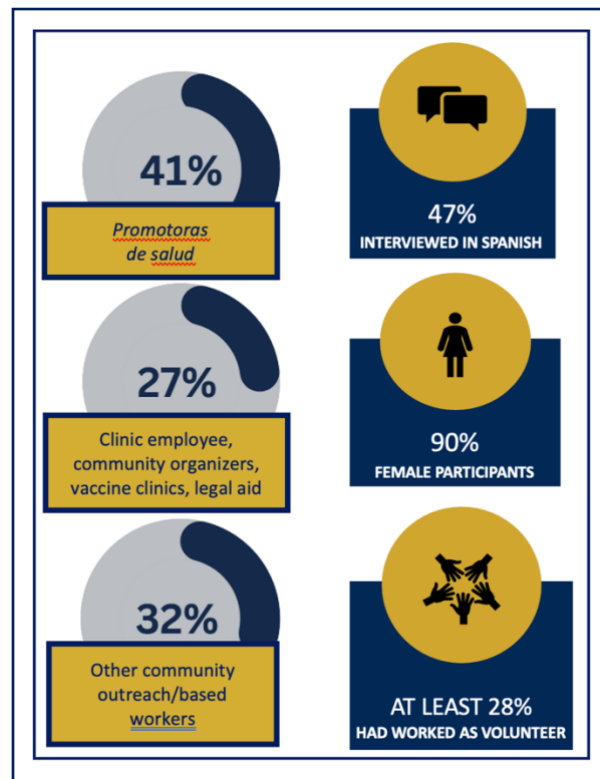 41%
Promotoras
de salud
47%
INTERVIEWED IN SPANISH
27%
Clinic employee,
community organizers,
vaccine clinics, legal aid
90%
FEMALE PARTICIPANTS
32%
Other community
outreach/based
workers
AT LEAST 28%
HAD WORKED AS VOLUNTEER